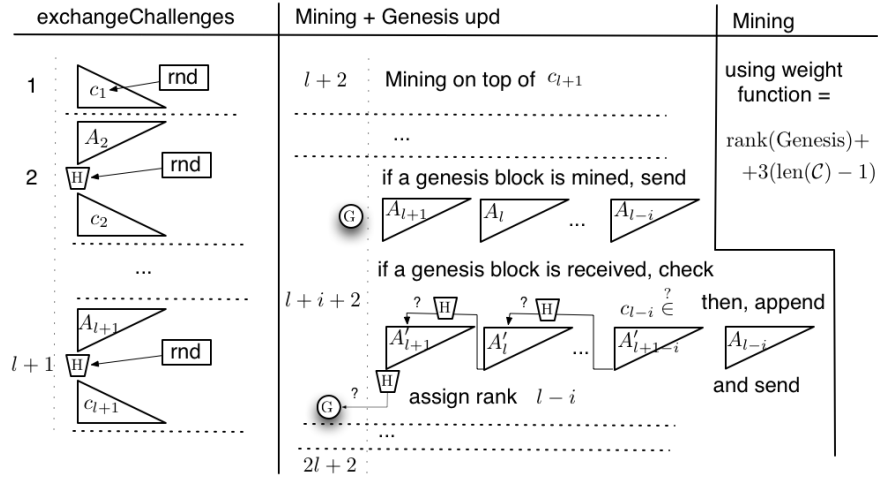 exchangeChallenges
Mining + Genesis upd
Mining
1
c_1
rnd
A_2
2
H
rnd
c_2
...
A_{l+1}
l + 1
H
rnd
c_{l+1}
l + 2
Mining on top of c_{l+1}
...
if a genesis block is mined, send
G
A_{l+1}
A_l
...
A_{l-i}
if a genesis block is received, check
l + i + 2
?
H
?
H
c_{l-i} ∈^?
then, append
A'_{l+1}
A'_l
...
A'_{l+1-i}
A_{l-i}
H
and send
?
G
assign rank l − i
...
2l + 2
using weight
function =
rank(Genesis)+
+3(len(𝒞) − 1)